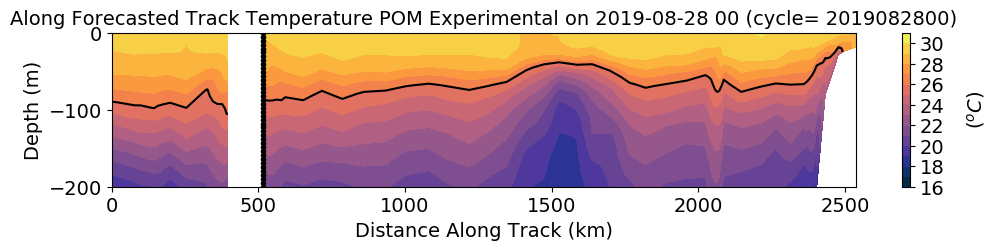 Along Forecasted Track Temperature POM Experimental on 2019-08-28 00 (cycle= 2019082800)
0
−100
−200
Depth (m)
0 500 1000 1500 2000 2500
Distance Along Track (km)
30
28
26
24
22
20
18
16
(°C)